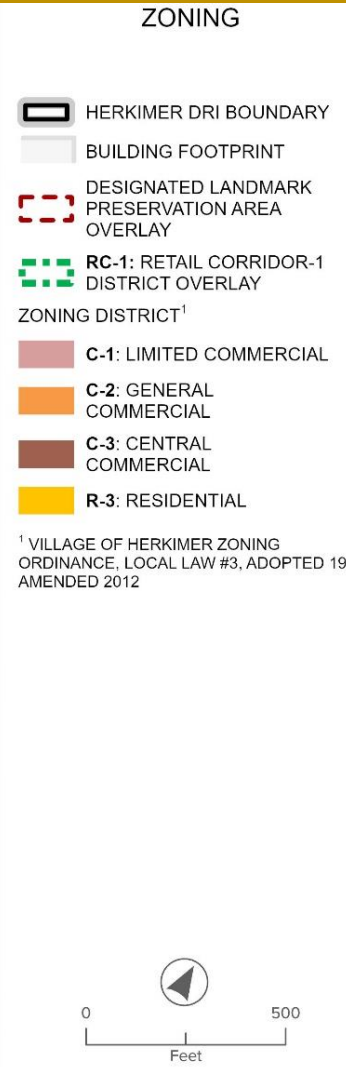 ZONING
HERKIMER DRI BOUNDARY
BUILDING FOOTPRINT
DESIGNATED LANDMARK
PRESERVATION AREA
OVERLAY
RC-1: RETAIL CORRIDOR-1
DISTRICT OVERLAY
ZONING DISTRICT¹
C-1: LIMITED COMMERCIAL
C-2: GENERAL
COMMERCIAL
C-3: CENTRAL
COMMERCIAL
R-3: RESIDENTIAL
¹ VILLAGE OF HERKIMER ZONING
ORDINANCE, LOCAL LAW #3, ADOPTED 19
AMENDED 2012
0 500
Feet